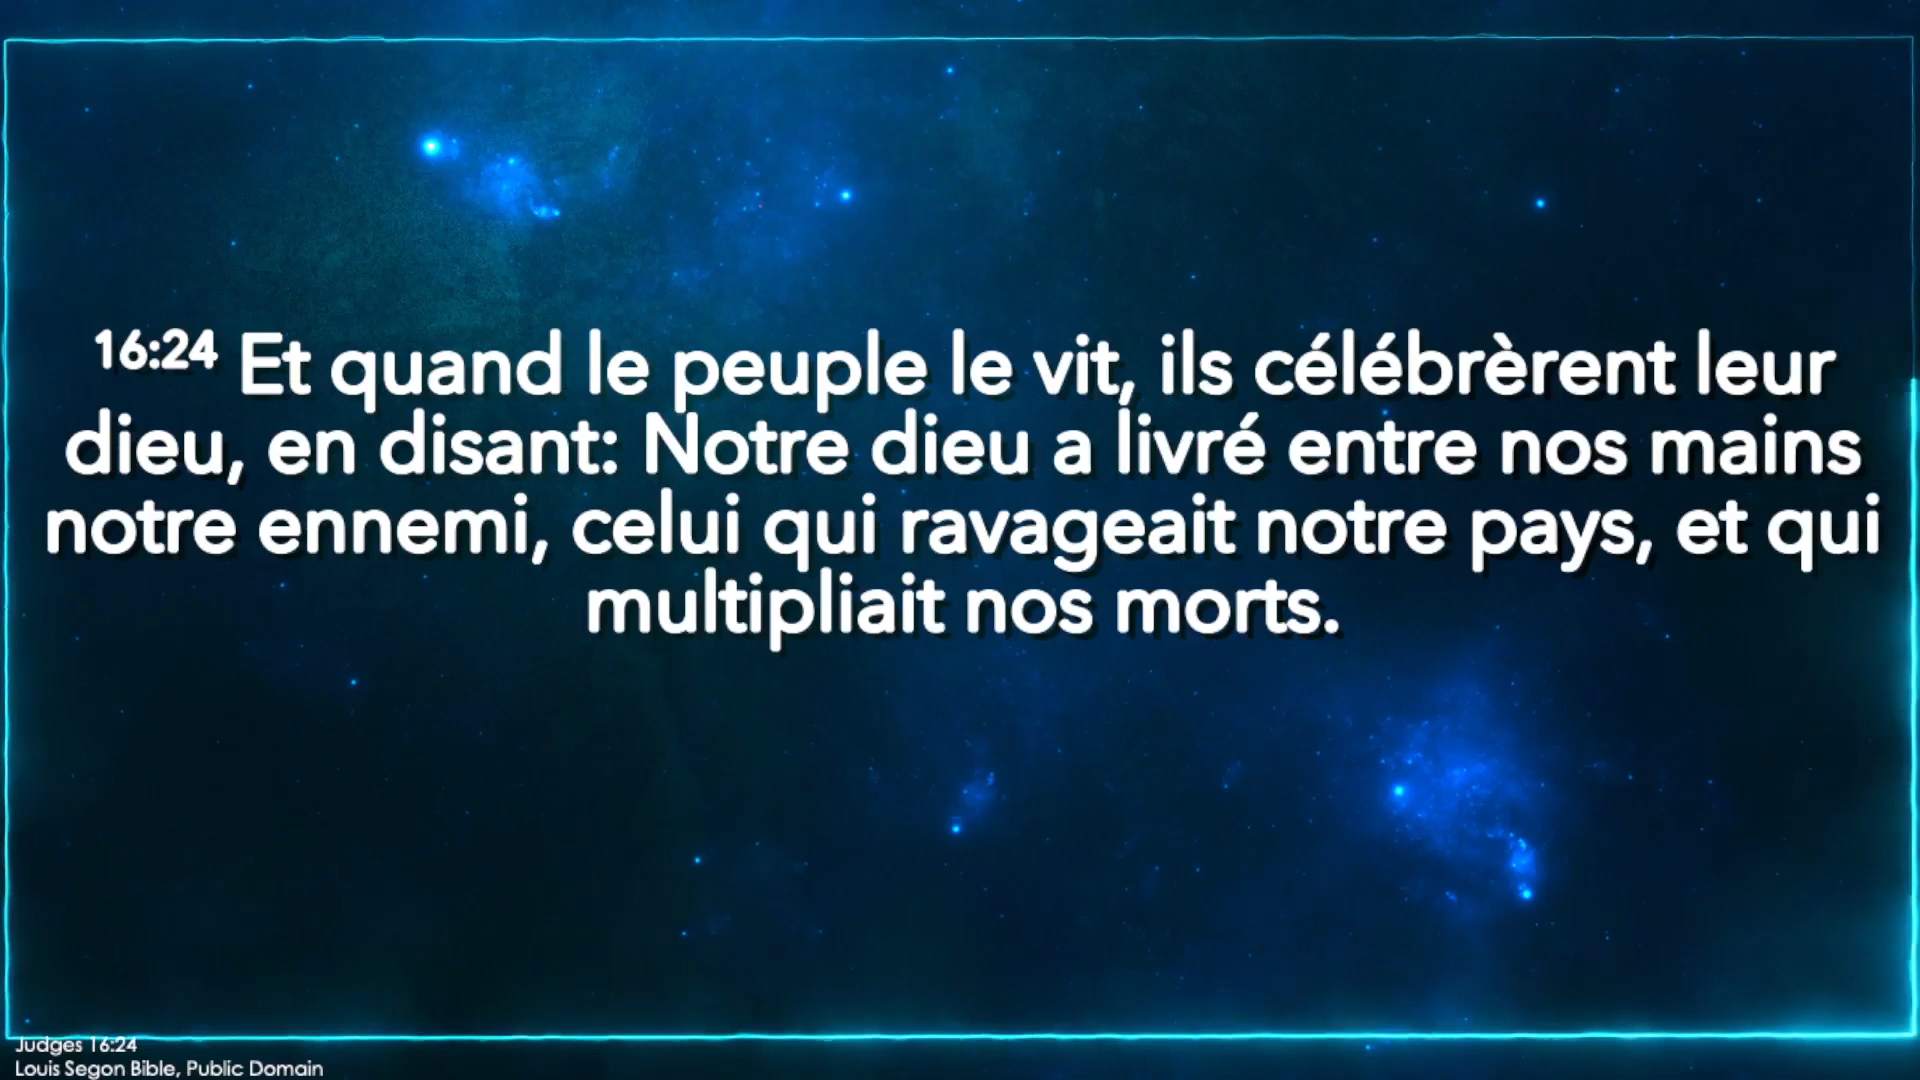 16:24 Et quand le peuple le vit, ils célébrèrent leur
dieu, en disant: Notre dieu a livré entre nos mains
notre ennemi, celui qui ravageait notre pays, et qui
multipliait nos morts.
Judges 16:24
Louis Segon Bible, Public Domain